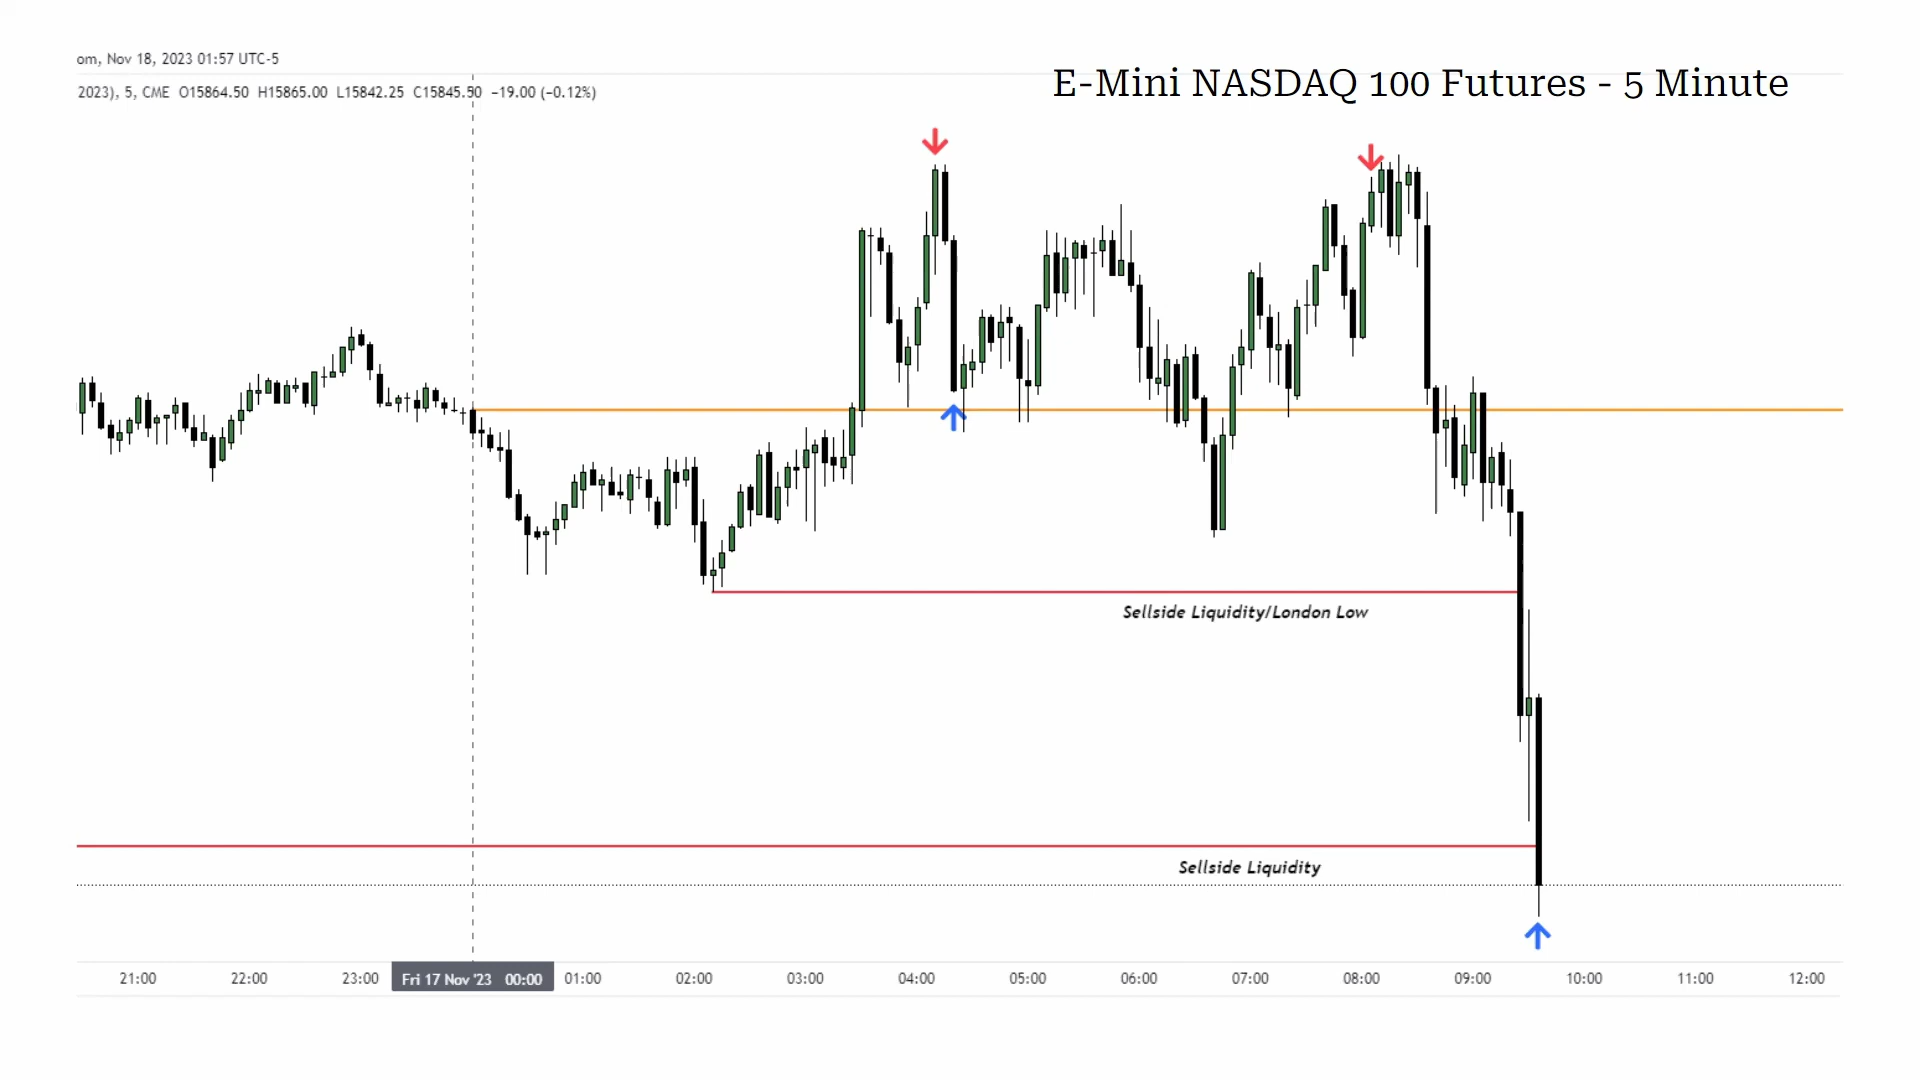 om, Nov 18, 2023 01:57 UTC-5
E-Mini NASDAQ 100 Futures - 5 Minute
2023), 5, CME O15864.50 H15865.00 L15842.25 C15845.50 −19.00 (−0.12%)
Sellside Liquidity/London Low
Sellside Liquidity
21:00 22:00 23:00 Fri 17 Nov '23 00:00 01:00 02:00 03:00 04:00 05:00 06:00 07:00 08:00 09:00 10:00 11:00 12:00